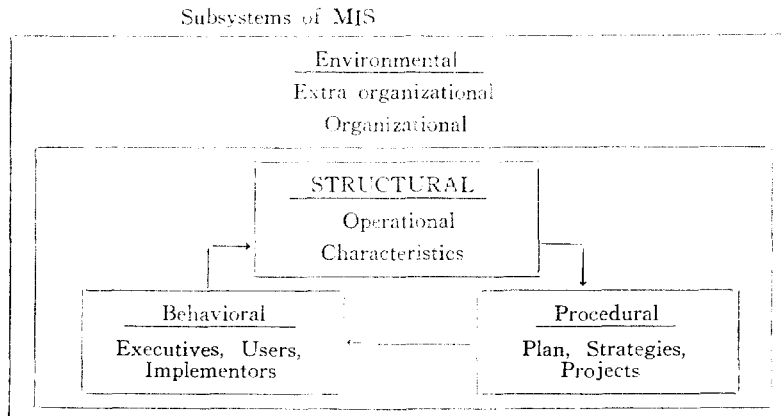 Subsystems of MIS
Environmental
Extra organizational
Organizational
STRUCTURAL
Operational
Characteristics
Behavioral
Executives, Users,
Implementors
Procedural
Plan, Strategies,
Projects